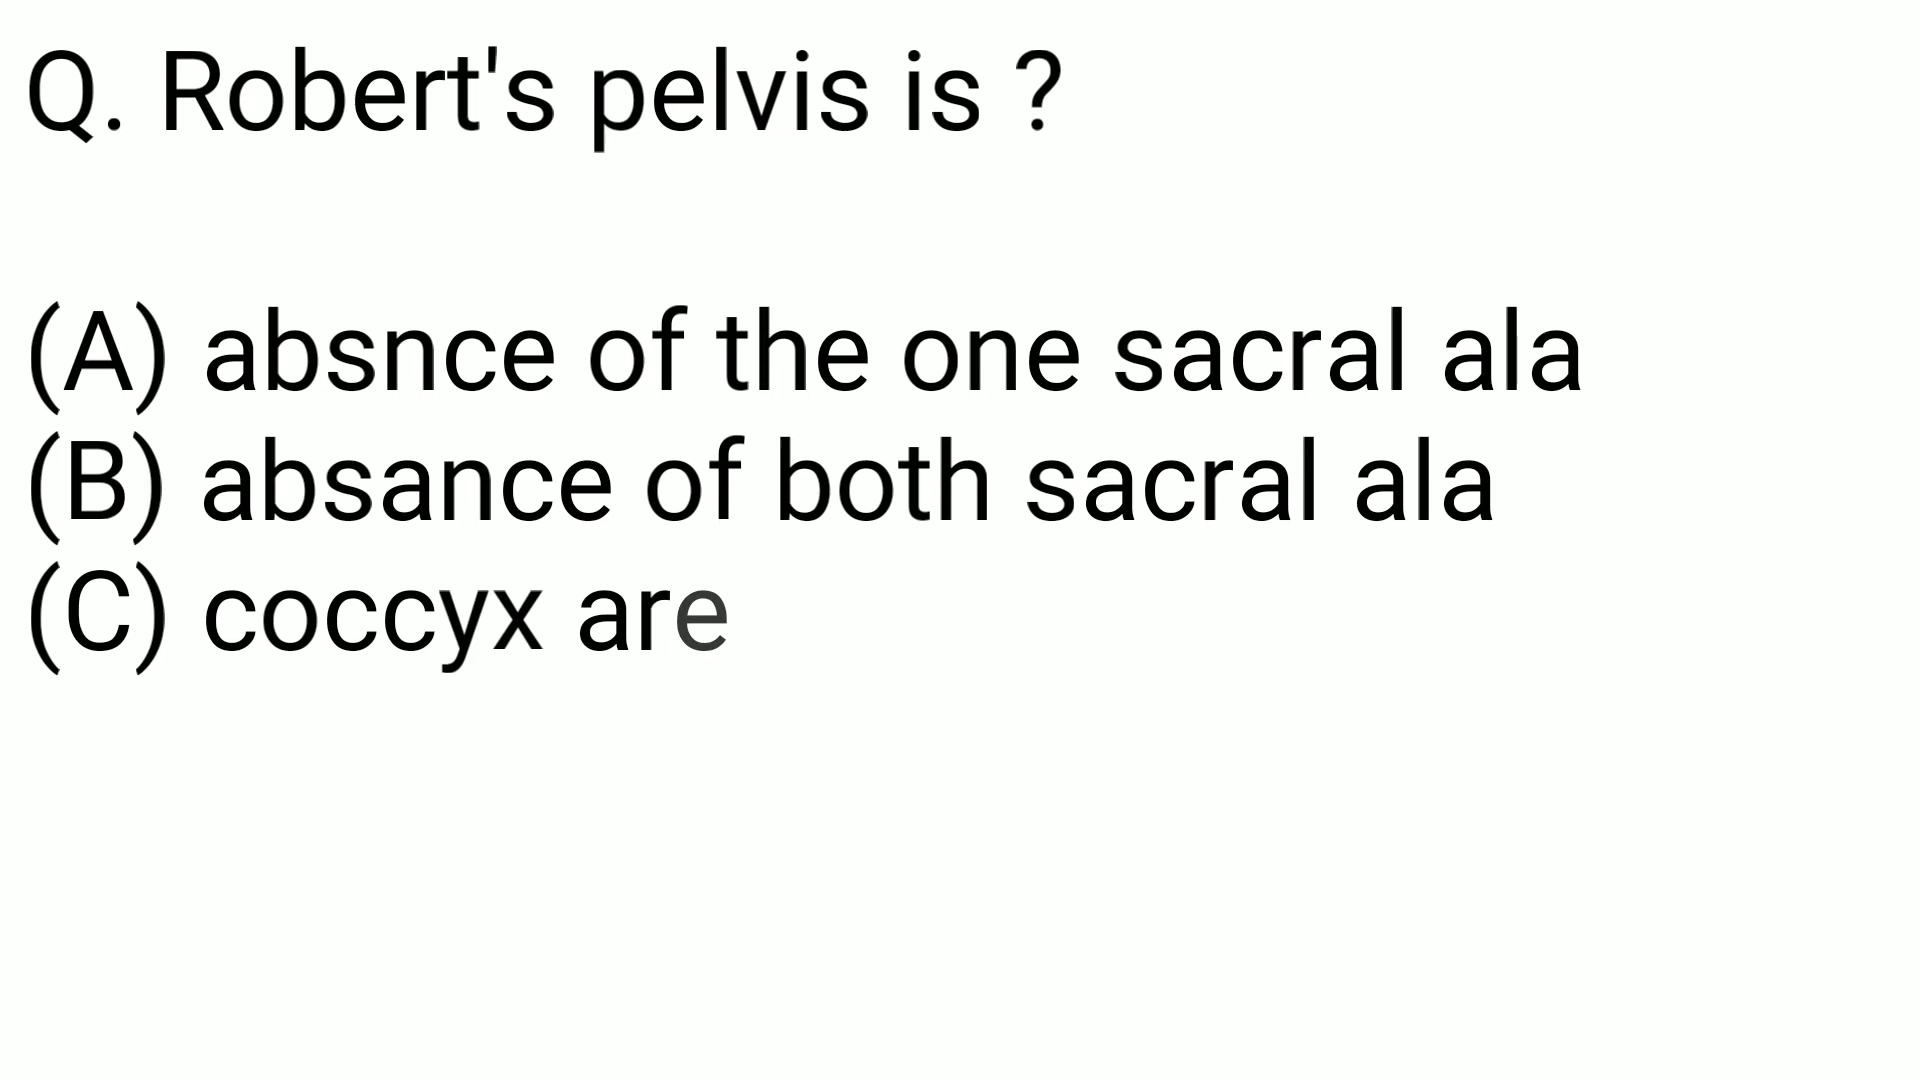 Q. Robert's pelvis is ?
(A) absnce of the one sacral ala
(B) absance of both sacral ala
(C) coccyx are